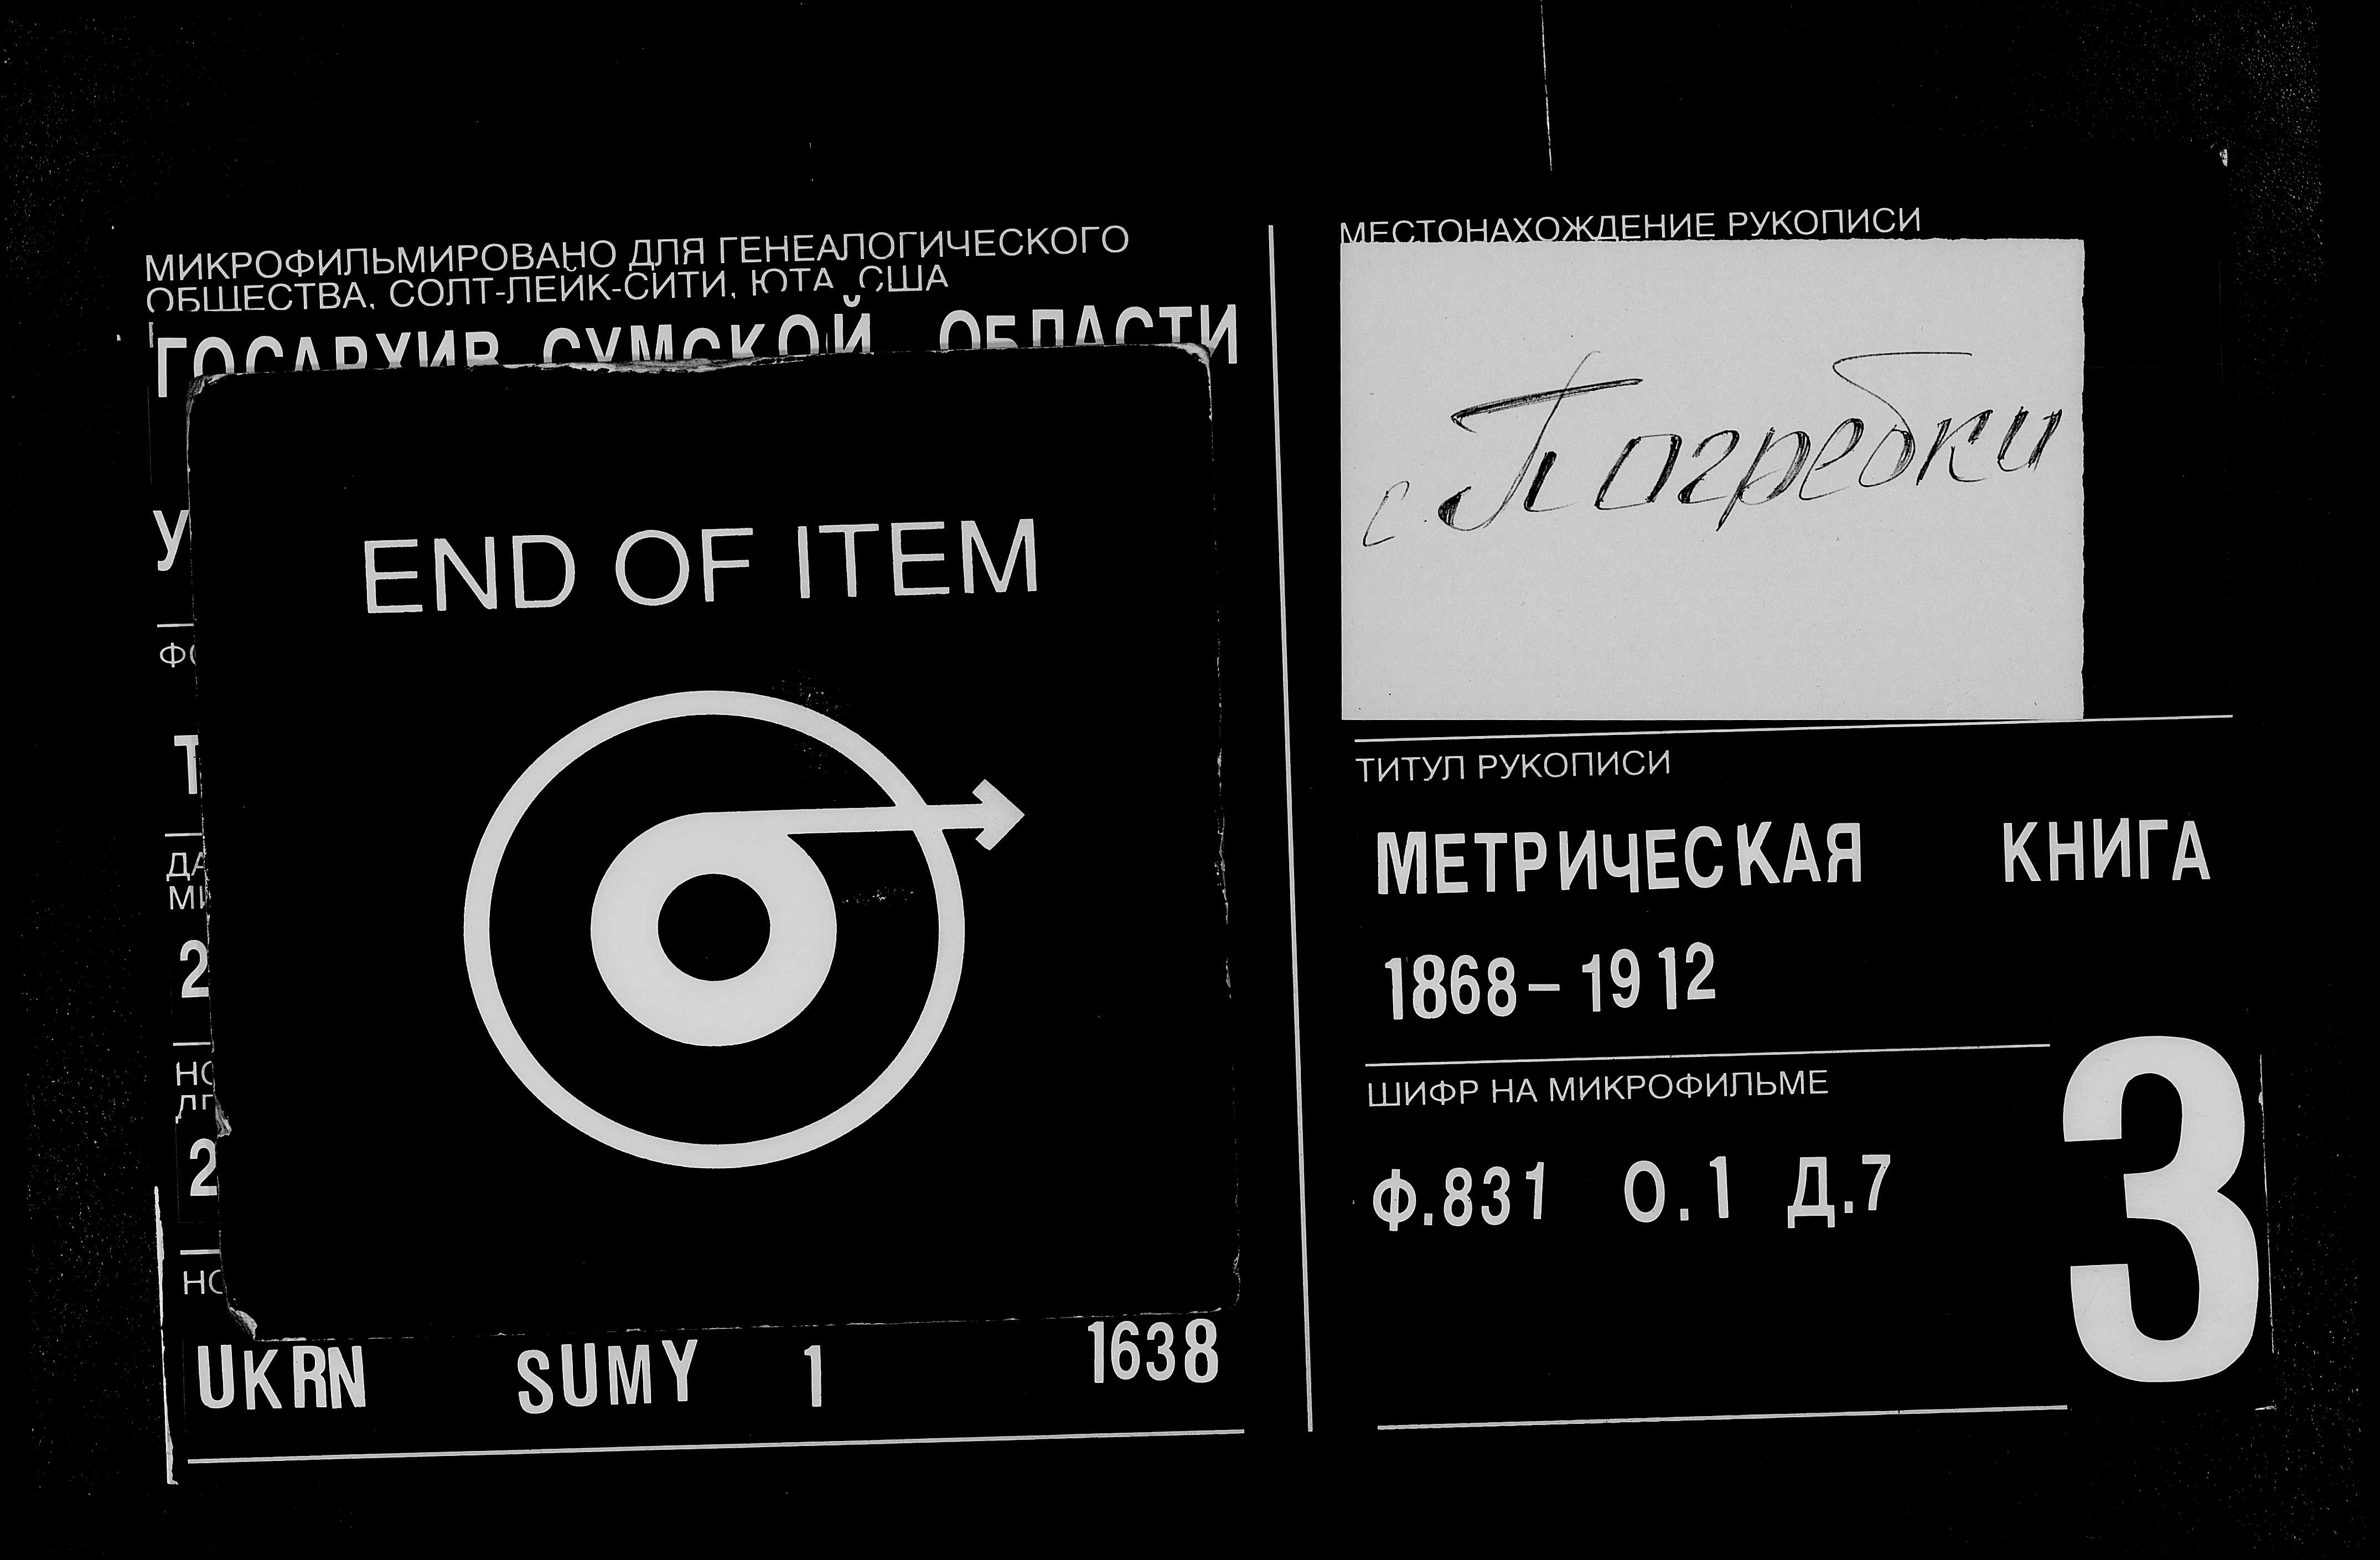 МИКРОФИЛЬМИРОВАНО ДЛЯ ГЕНЕАЛОГИЧЕСКОГО
ОБЩЕСТВА, СОЛТ-ЛЕЙК-СИТИ, ЮТА, США
ГОСАРХИВ СУМСКОЙ ОБЛАСТИ
END OF ITEM
UKRN SUMY 1 1638
МЕСТОНАХОЖДЕНИЕ РУКОПИСИ
с. Погребки
ТИТУЛ РУКОПИСИ
МЕТРИЧЕСКАЯ КНИГА
1868-1912
ШИФР НА МИКРОФИЛЬМЕ
Ф.831 О.1 Д.7
3